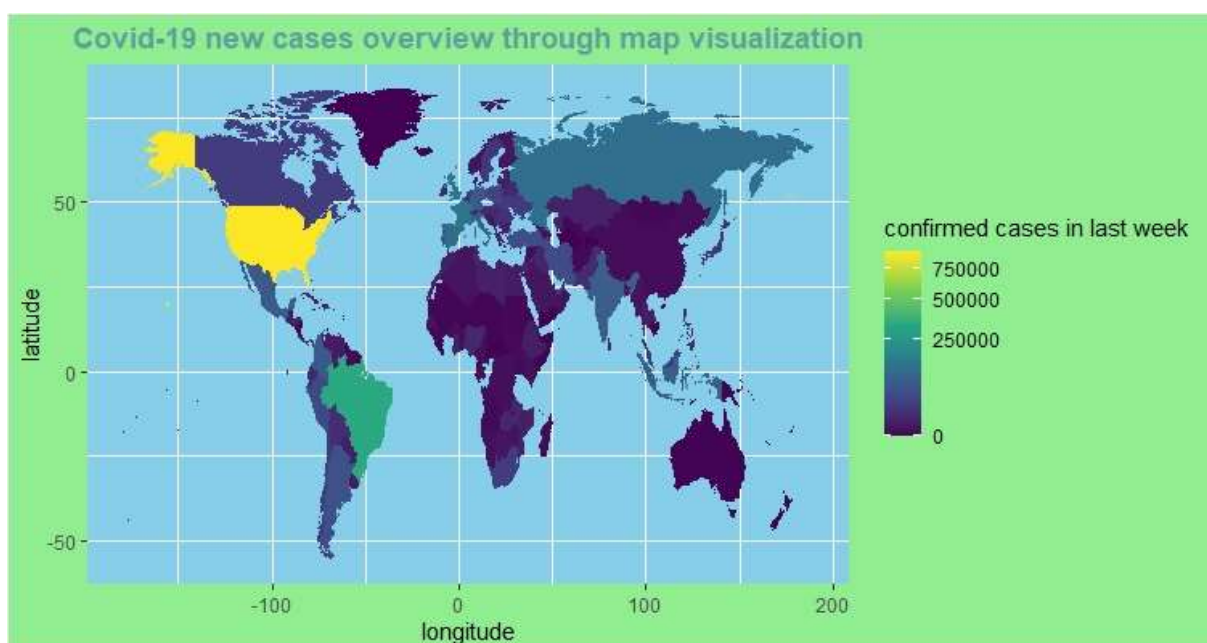 Covid-19 new cases overview through map visualization
latitude
50
0
-50
-100
0
100
200
longitude
confirmed cases in last week
750000
500000
250000
0